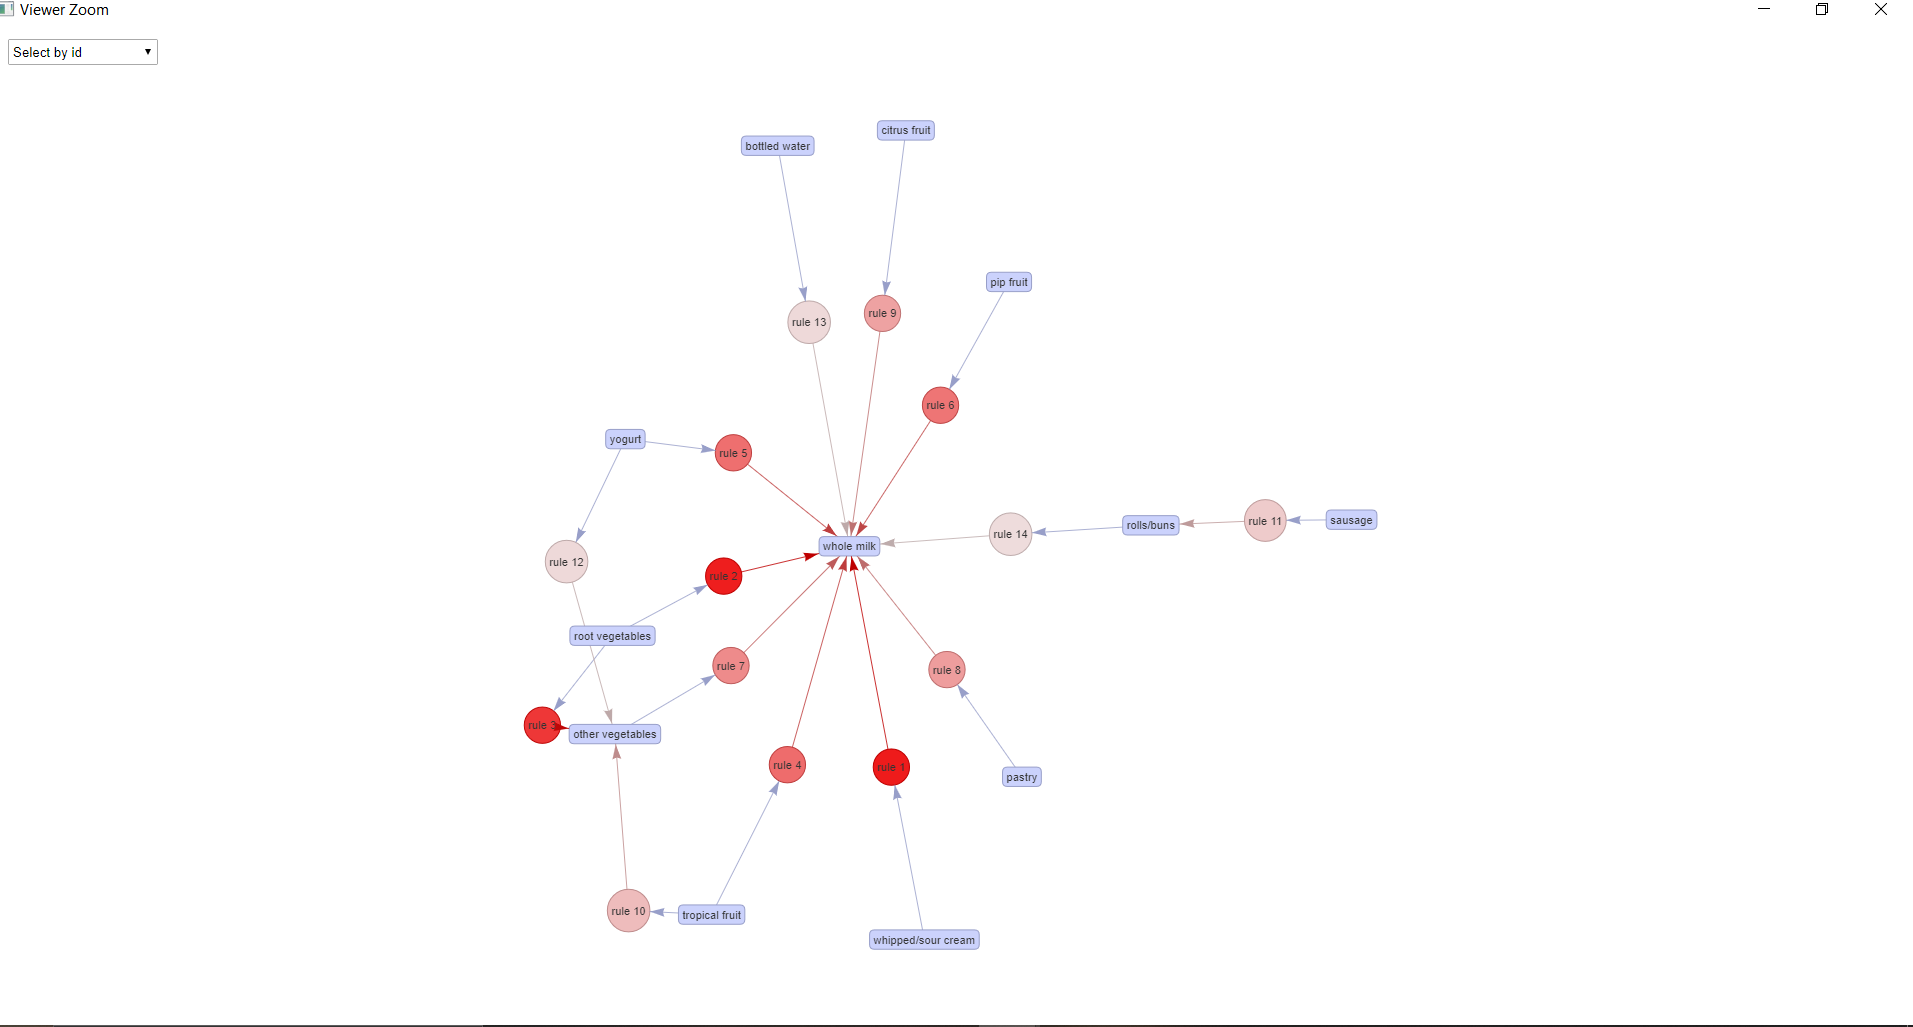 Viewer Zoom
Select by id
citrus fruit
bottled water
pip fruit
rule 9
rule 13
rule 6
yogurt
rule 5
sausage
rule 11
rolls/buns
rule 14
whole milk
rule 12
rule 2
root vegetables
rule 7
rule 8
rule 3
other vegetables
rule 4
rule 1
pastry
rule 10
tropical fruit
whipped/sour cream